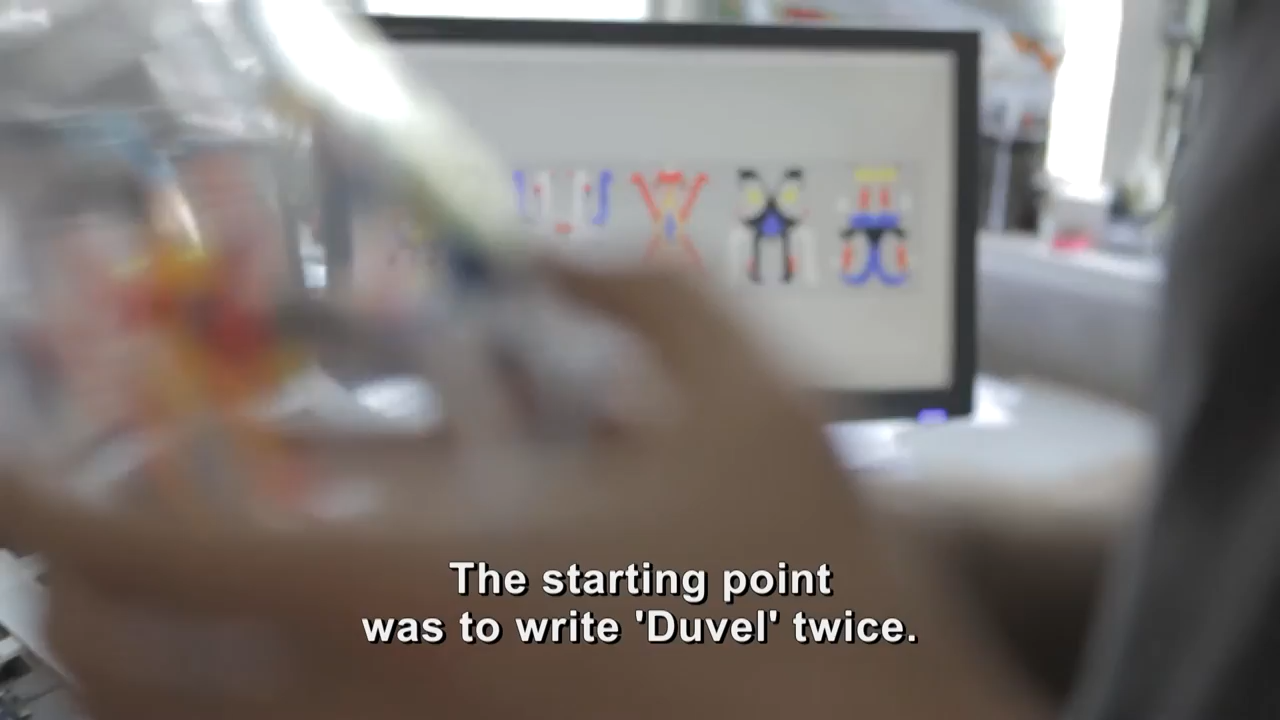 The starting point
was to write 'Duvel' twice.